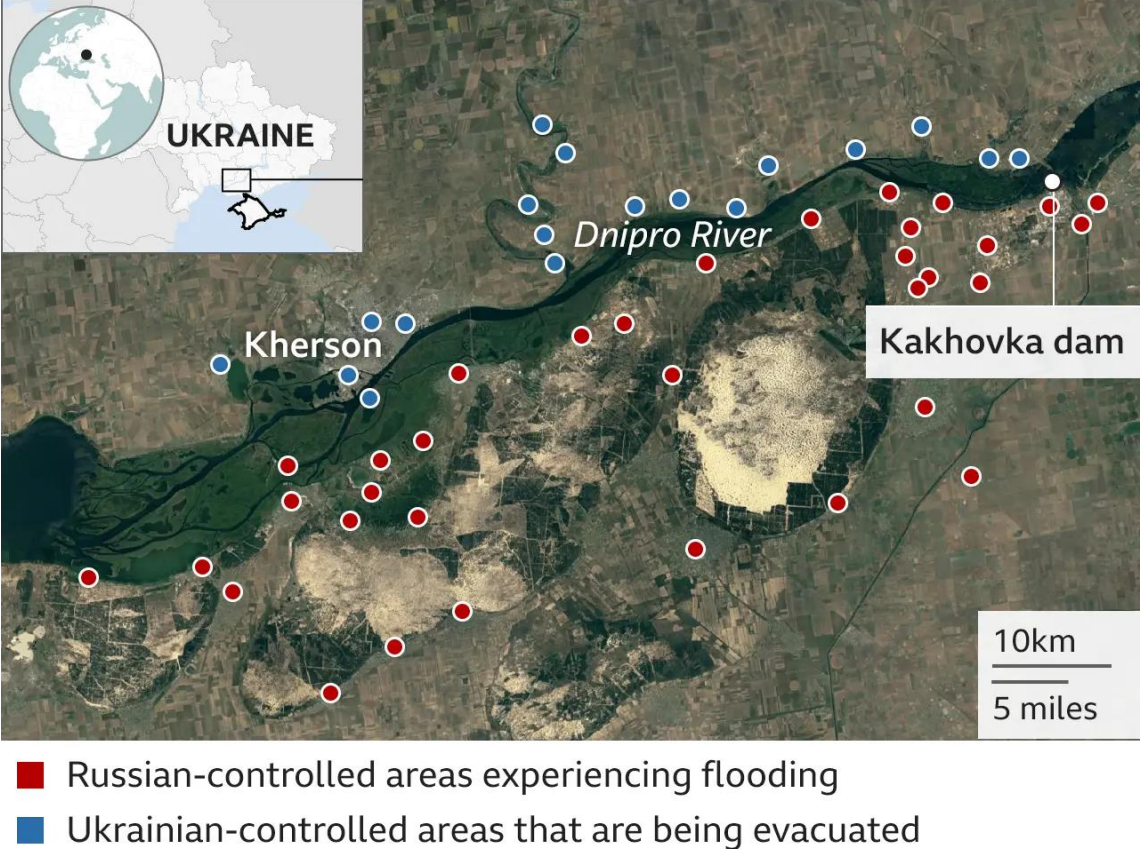 UKRAINE
Dnipro River
Kherson
Kakhovka dam
10km
5 miles
Russian-controlled areas experiencing flooding
Ukrainian-controlled areas that are being evacuated